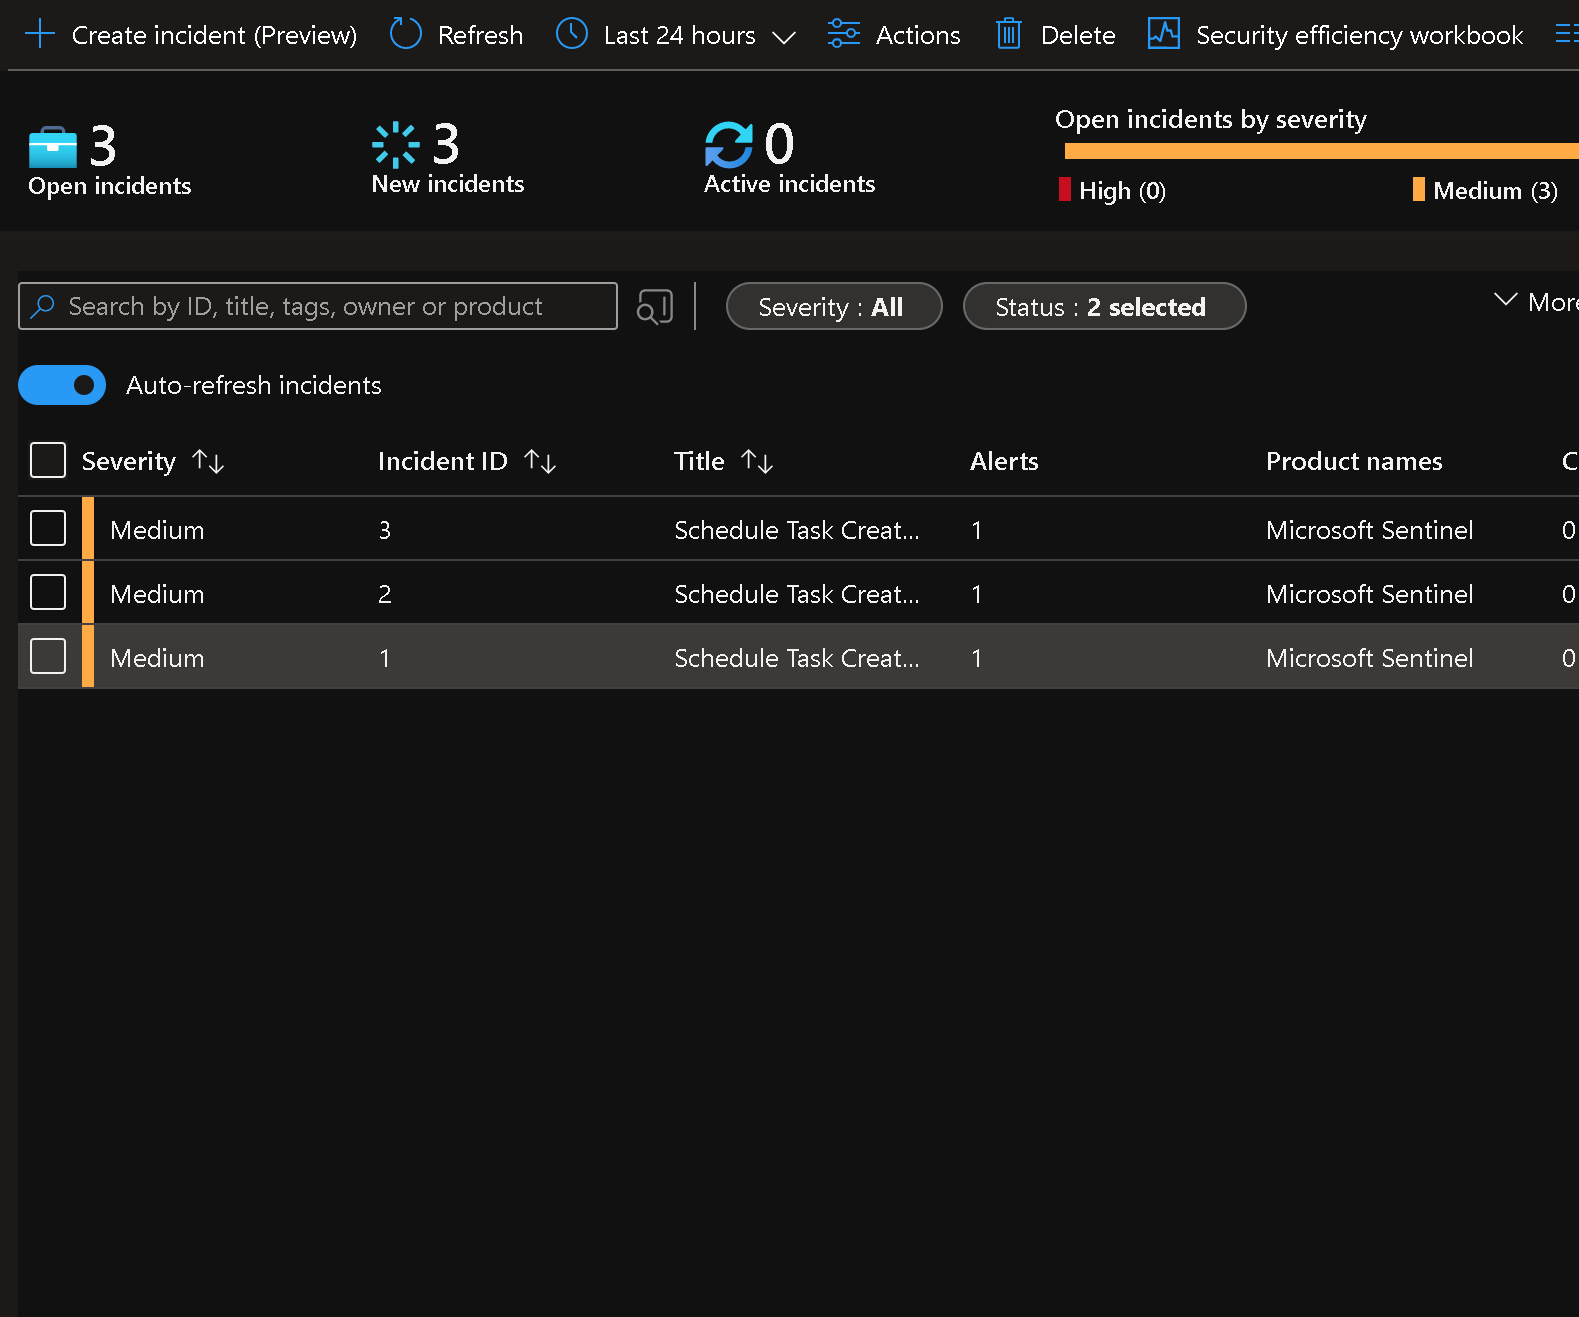 Create incident (Preview) Refresh Last 24 hours Actions Delete Security efficiency workbook
3 3 0 Open incidents by severity
Open incidents New incidents Active incidents High (0) Medium (3)
Search by ID, title, tags, owner or product Severity : All Status : 2 selected More
Auto-refresh incidents
Severity Incident ID Title Alerts Product names C
Medium 3 Schedule Task Creat... 1 Microsoft Sentinel 0
Medium 2 Schedule Task Creat... 1 Microsoft Sentinel 0
Medium 1 Schedule Task Creat... 1 Microsoft Sentinel 0